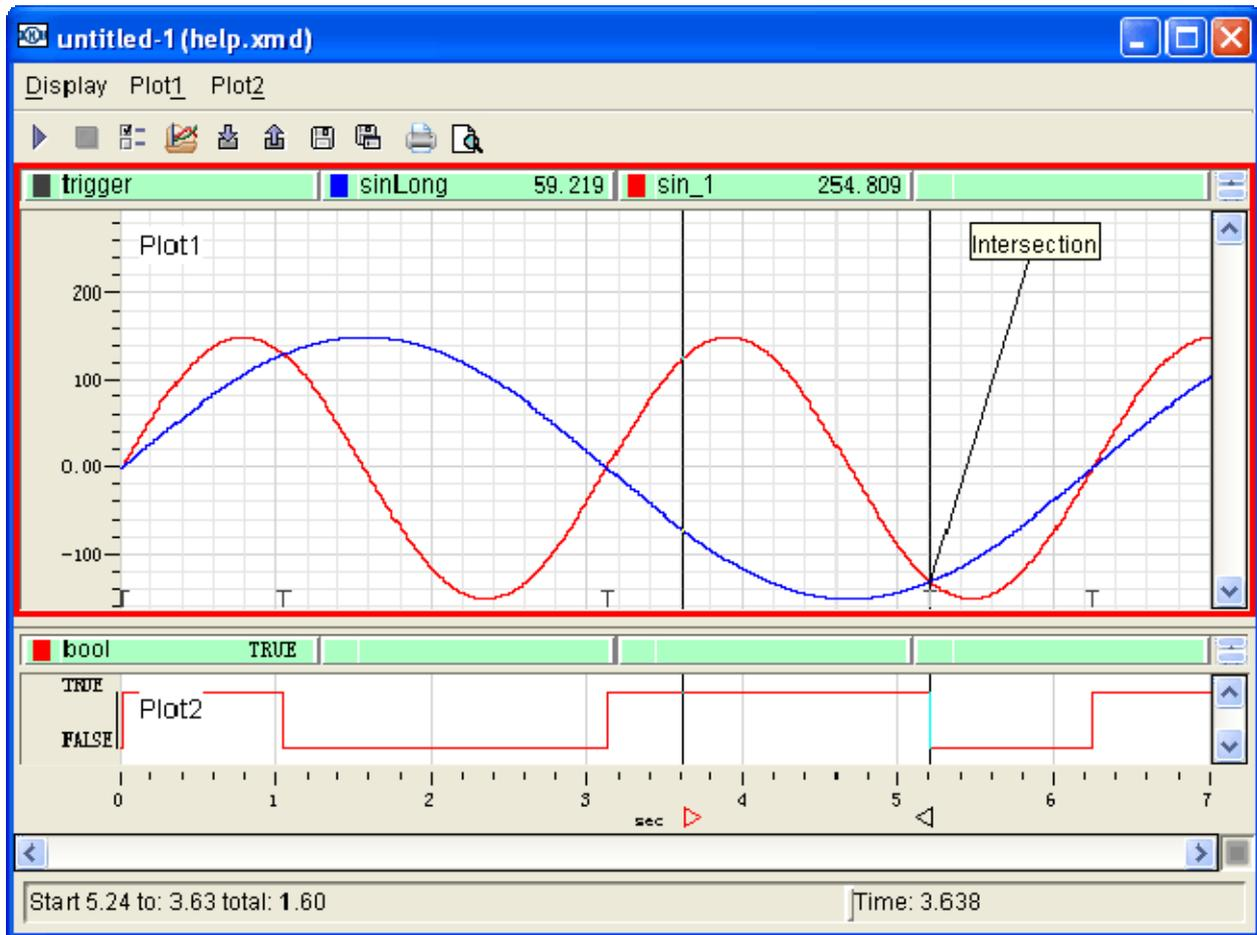 untitled-1 (help.xmd)
Display Plot1 Plot2
trigger sinLong 59.219 sin_1 254.809
Plot1
Intersection
200
100
0.00
-100
T T T T
bool TRUE
TRUE
Plot2
FALSE
0 1 2 3 4 5 6 7
sec
Start 5.24 to: 3.63 total: 1.60
Time: 3.638